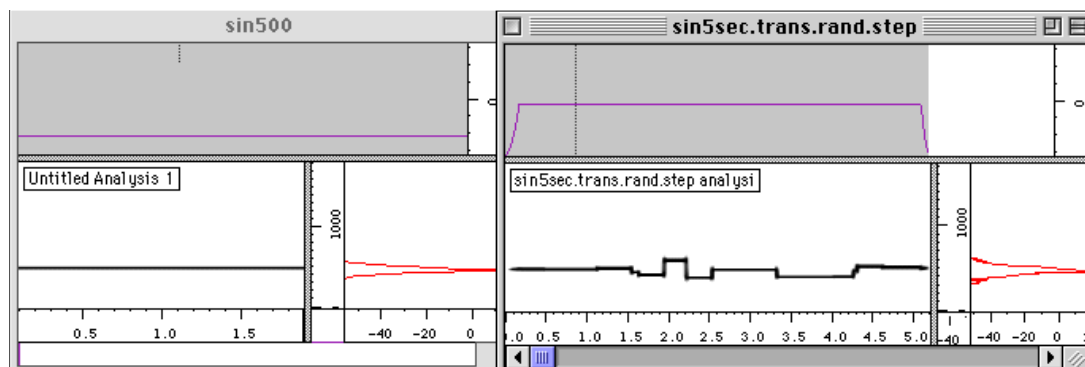 sin500
sin5sec.trans.rand.step
0
0
Untitled Analysis 1
sin5sec.trans.rand.step analysi
1000
1000
0.5 1.0 1.5
-40 -20 0
0.0 0.5 1.0 1.5 2.0 2.5 3.0 3.5 4.0 4.5 5.0
-40
-40 -20 0